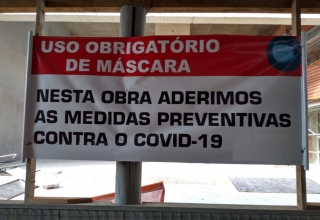 USO OBRIGATÓRIO
DE MÁSCARA
NESTA OBRA ADERIMOS
AS MEDIDAS PREVENTIVAS
CONTRA O COVID-19